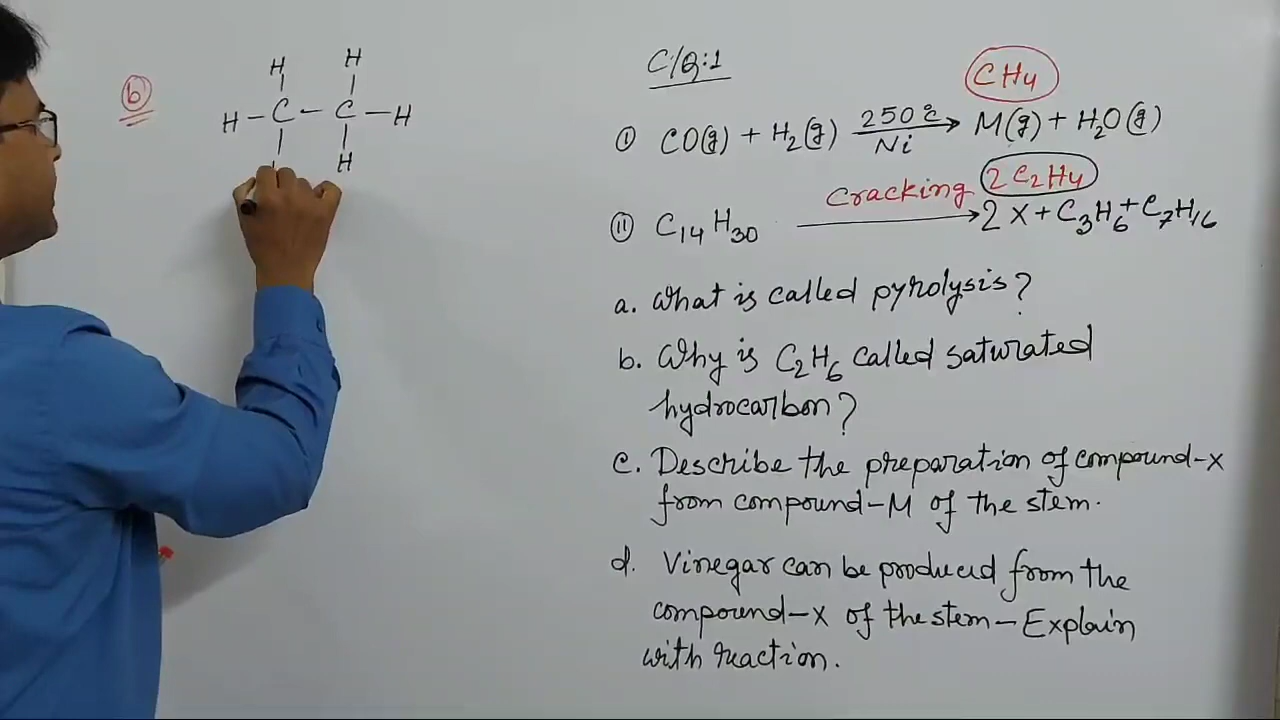 b
H H
H – C – C – H
H
C/Q:1
CH4
i CO(g) + H2(g) 250°C Ni → M(g) + H2O(g)
Cracking 2C2H4
ii C14H30 → 2X + C3H6 + C7H16
a. What is called pyrolysis?
b. Why is C2H6 called saturated
hydrocarbon?
c. Describe the preparation of compound-X
from compound-M of the stem.
d. Vinegar can be produced from the
compound-X of the stem – Explain
with reaction.